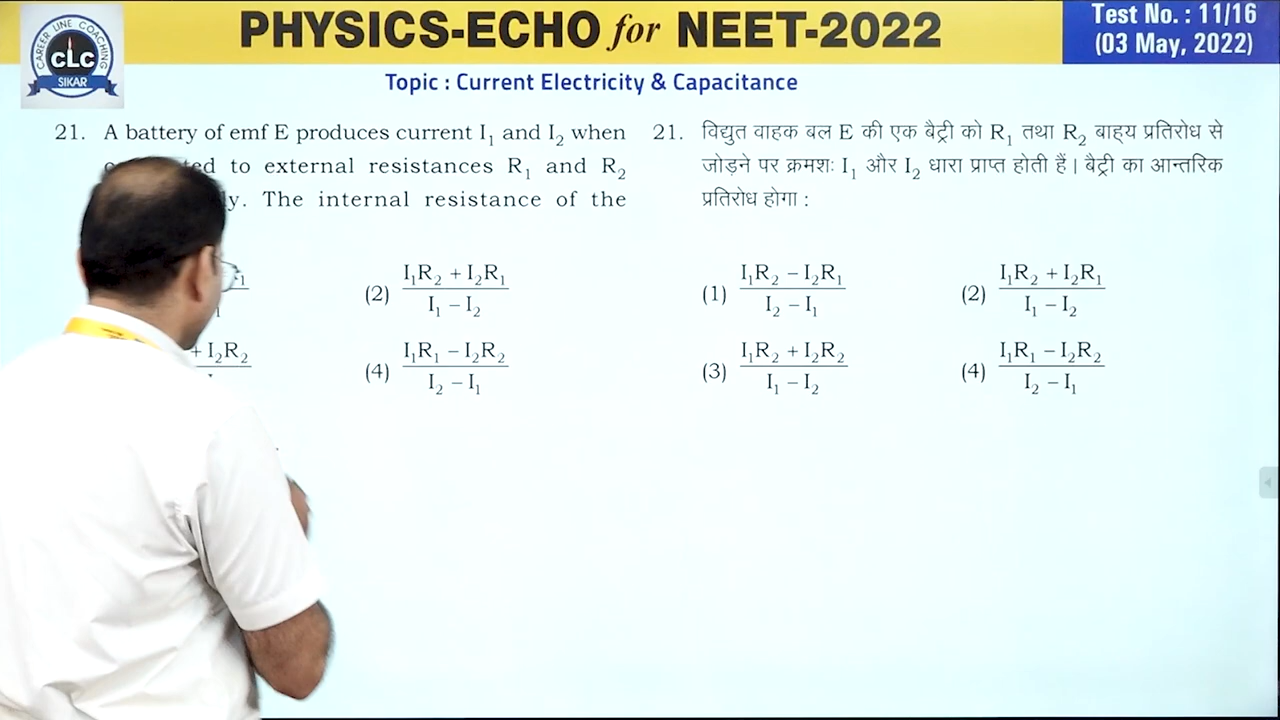 PHYSICS-ECHO for NEET-2022
Test No. : 11/16
(03 May, 2022)
CAREER LINE COACHING
CLC
SIKAR
Topic : Current Electricity & Capacitance
21. A battery of emf E produces current I₁ and I₂ when
to external resistances R₁ and R₂
The internal resistance of the
(2) I₁R₂ + I₂R₁ / I₁ – I₂
+ I₂R₂
(4) I₁R₁ – I₂R₂ / I₂ – I₁
21. विद्युत वाहक बल E की एक बैट्री को R₁ तथा R₂ बाह्य प्रतिरोध से
जोड़ने पर क्रमशः I₁ और I₂ धारा प्राप्त होती हैं। बैट्री का आन्तरिक
प्रतिरोध होगा :
(1) I₁R₂ – I₂R₁ / I₂ – I₁
(2) I₁R₂ + I₂R₁ / I₁ – I₂
(3) I₁R₂ + I₂R₂ / I₁ – I₂
(4) I₁R₁ – I₂R₂ / I₂ – I₁